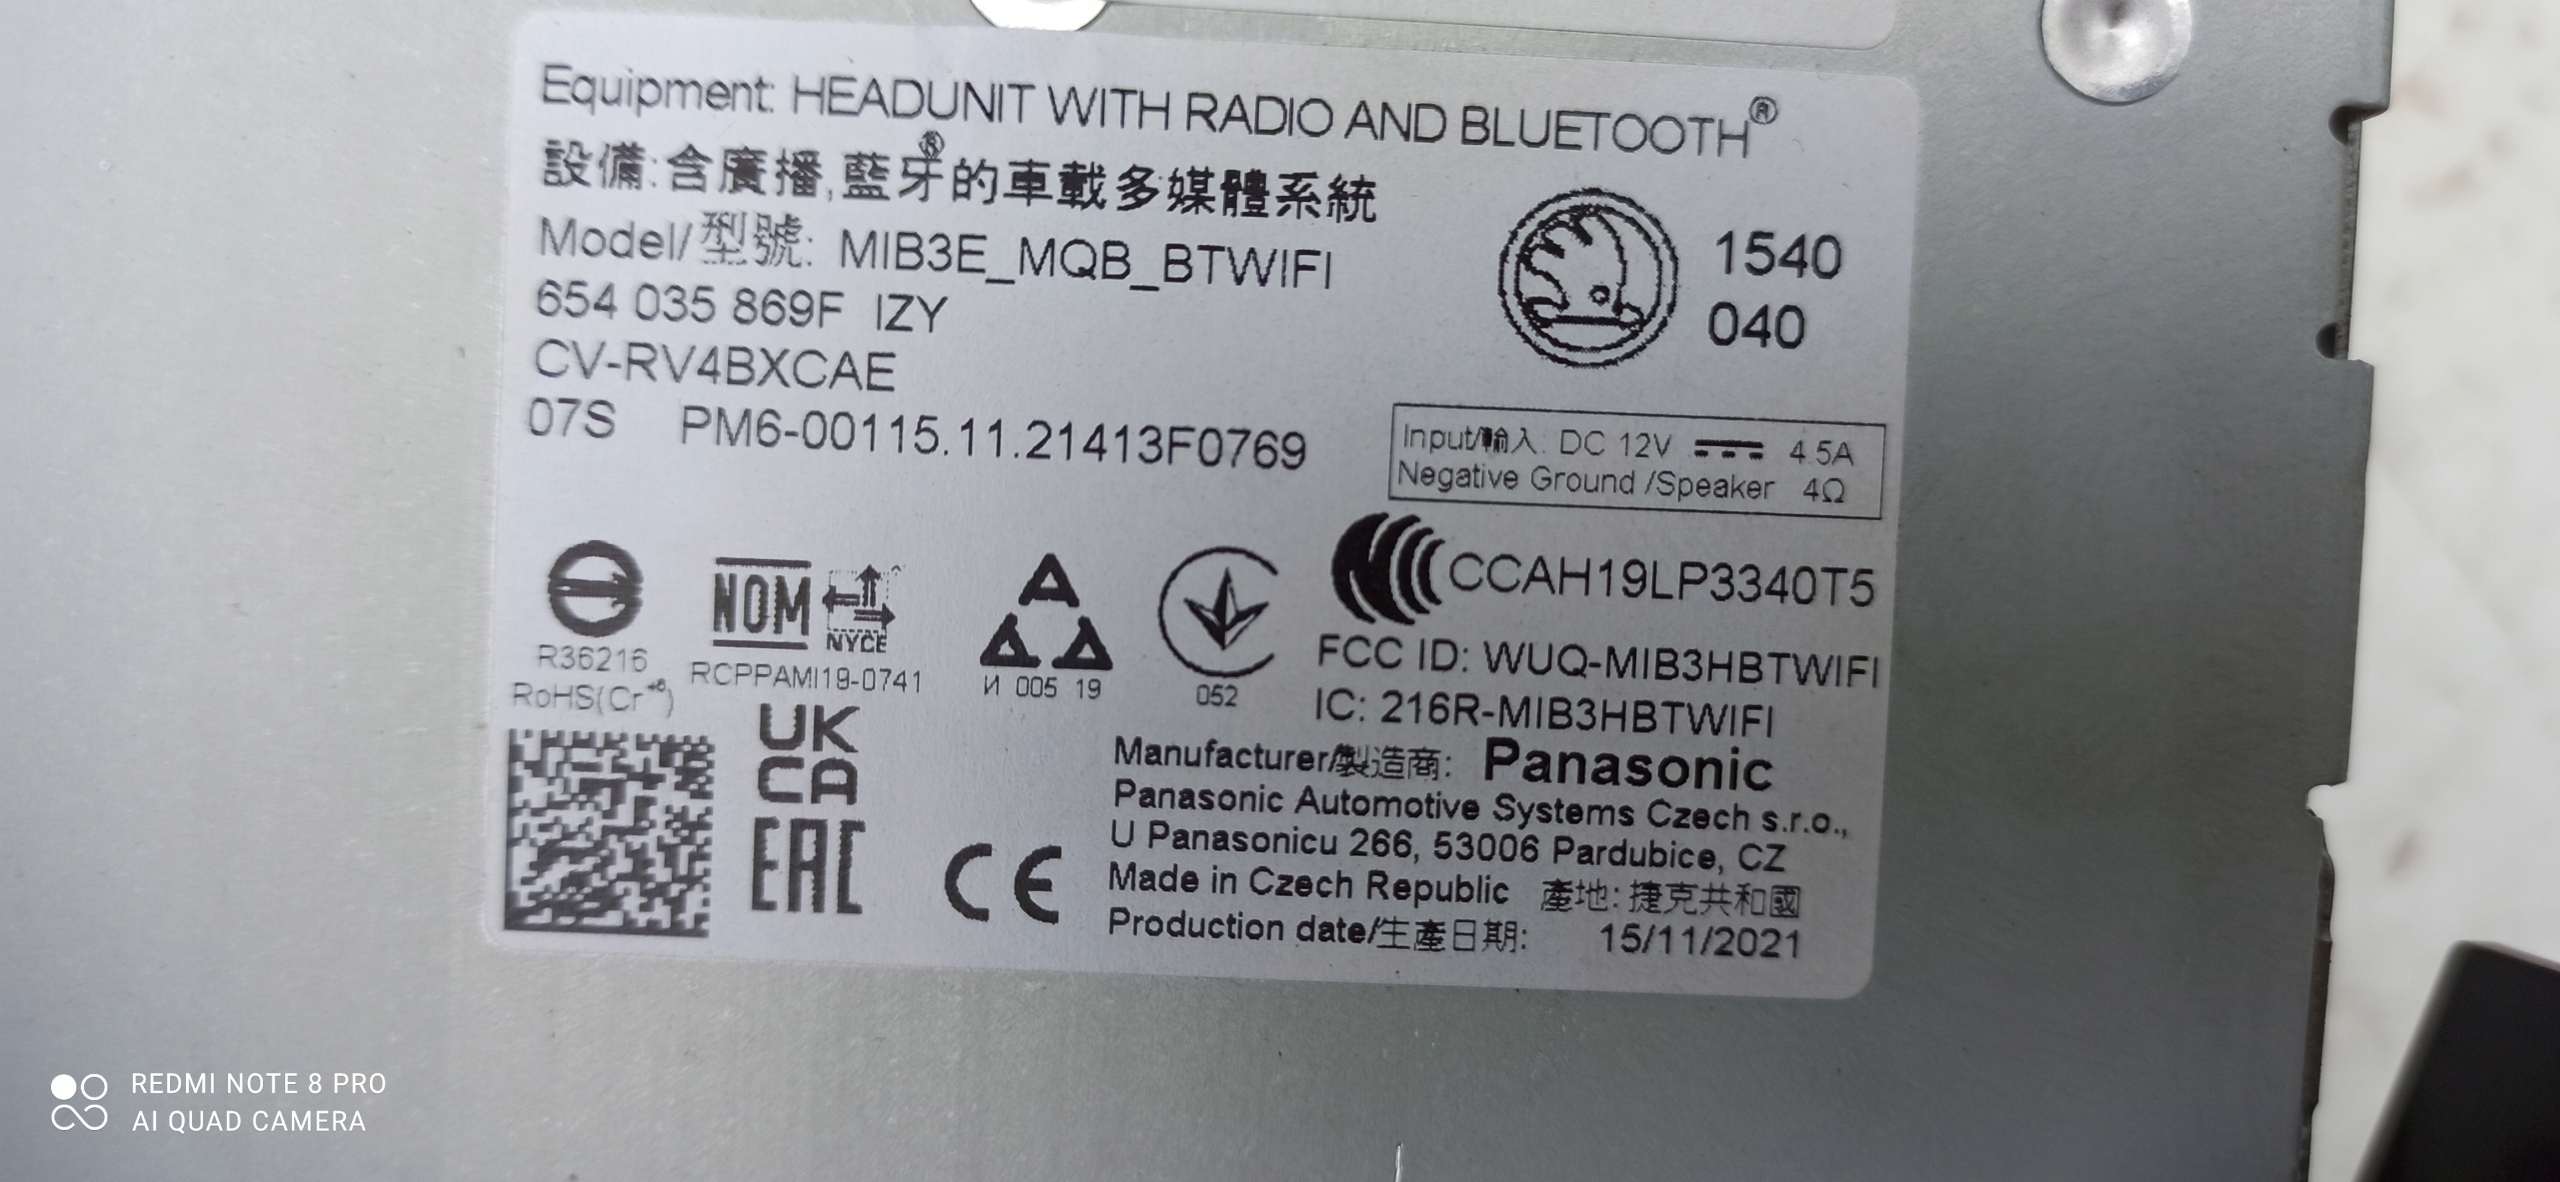 Equipment: HEADUNIT WITH RADIO AND BLUETOOTH®
設備:含廣播,藍牙®的車載多媒體系統
Model/型號: MIB3E_MQB_BTWIFI
654 035 869F IZY
CV-RV4BXCAE
07S PM6-00115.11.21413F0769
1540
040
Input/輸入: DC 12V 4.5A
Negative Ground /Speaker 4Ω
R36216
RoHS(Cr⁺⁶)
NOM
NYCE
RCPPAMI19-0741
И 005 19
052
CCAH19LP3340T5
FCC ID: WUQ-MIB3HBTWIFI
IC: 216R-MIB3HBTWIFI
UK
CA
EAC
CE
Manufacturer/製造商: Panasonic
Panasonic Automotive Systems Czech s.r.o.,
U Panasonicu 266, 53006 Pardubice, CZ
Made in Czech Republic 產地: 捷克共和國
Production date/生產日期: 15/11/2021
REDMI NOTE 8 PRO
AI QUAD CAMERA